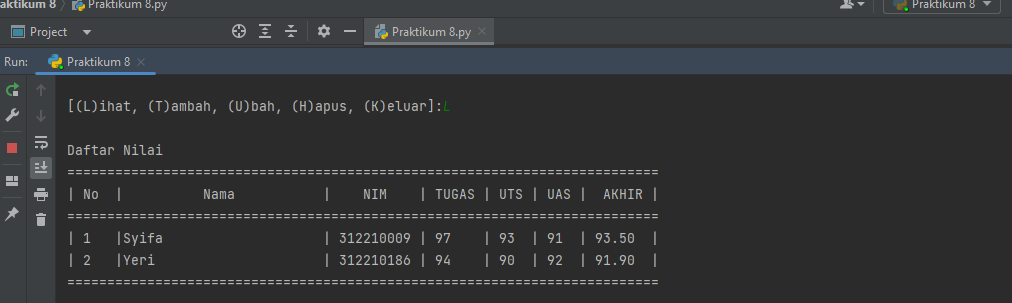 aktikum 8 〉 Praktikum 8.py Praktikum 8
Project Praktikum 8.py
Run: Praktikum 8
[(L)ihat, (T)ambah, (U)bah, (H)apus, (K)eluar]:L
Daftar Nilai
==========================================================================
| No | Nama | NIM | TUGAS | UTS | UAS | AKHIR |
==========================================================================
| 1 |Syifa | 312210009 | 97 | 93 | 91 | 93.50 |
| 2 |Yeri | 312210186 | 94 | 90 | 92 | 91.90 |
==========================================================================